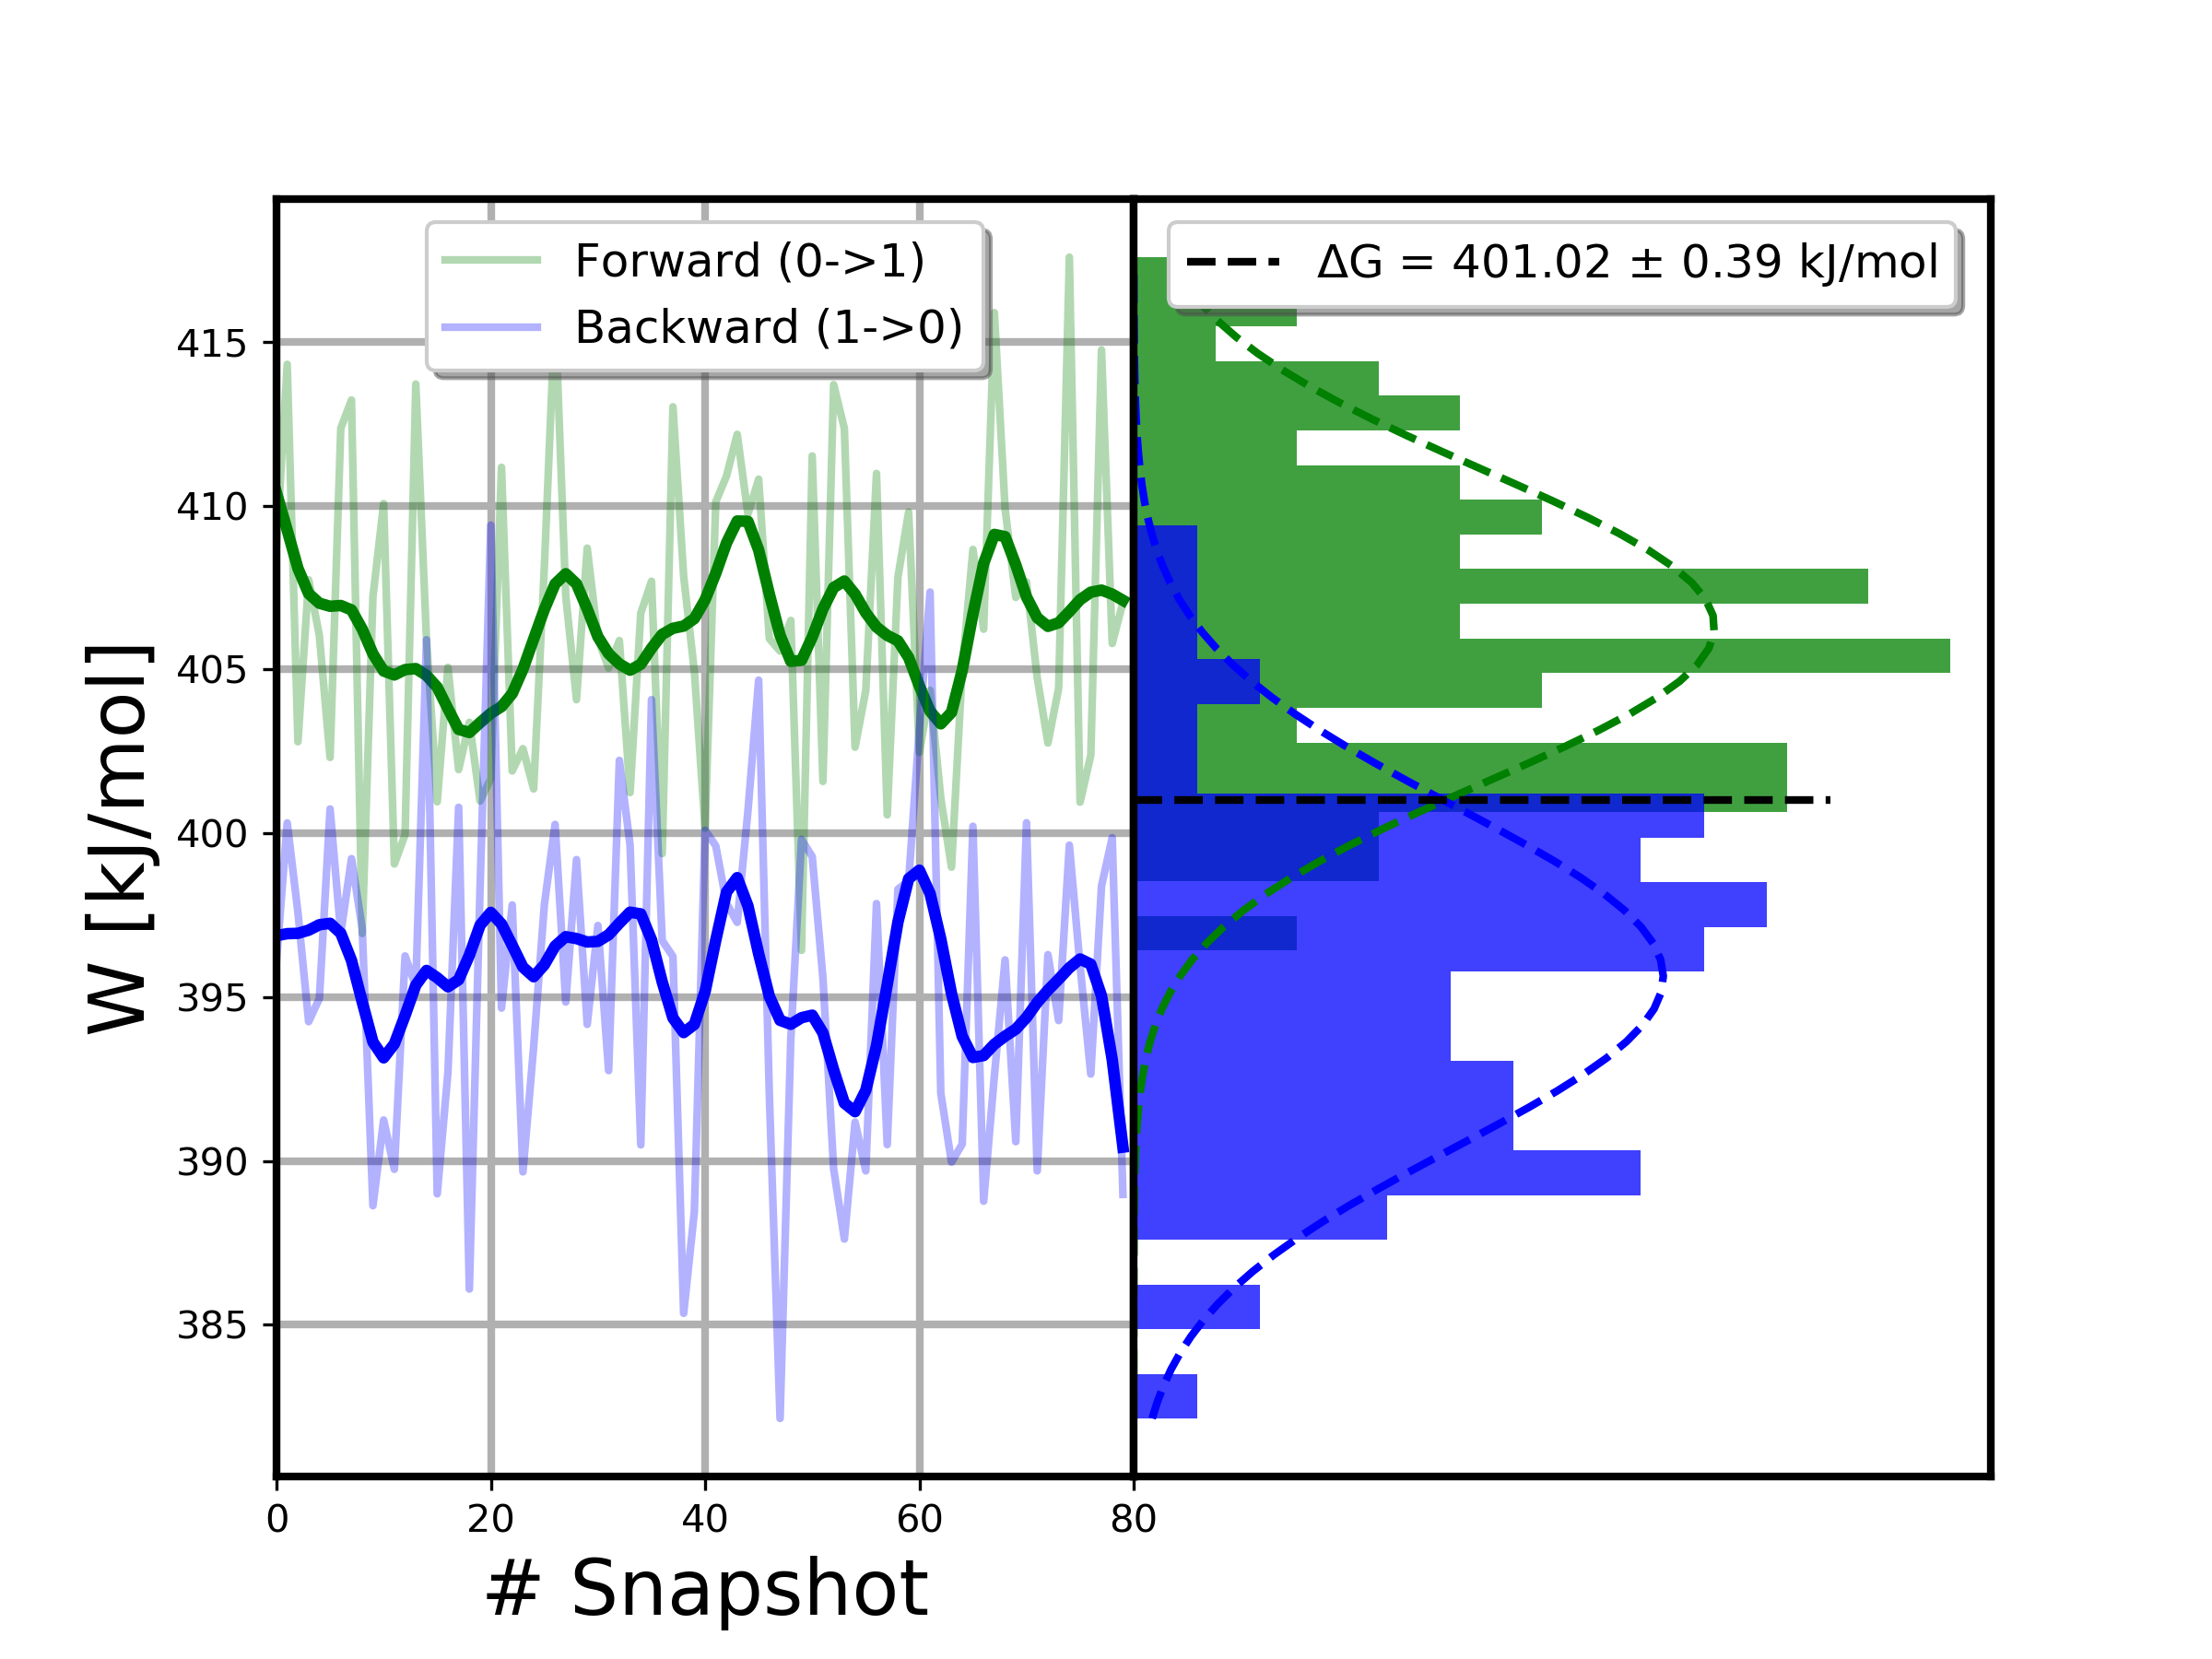 Forward (0->1)
Backward (1->0)
ΔG = 401.02 ± 0.39 kJ/mol
W [kJ/mol]
415
410
405
400
395
390
385
0 20 40 60 80
# Snapshot